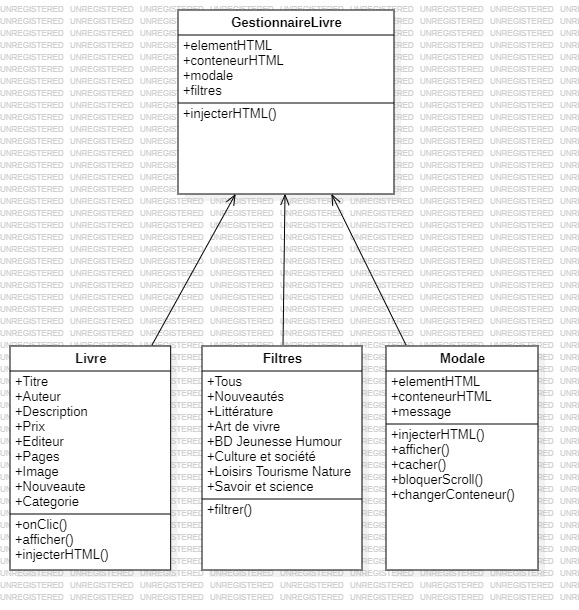 GestionnaireLivre
+elementHTML
+conteneurHTML
+modale
+filtres
+injecterHTML()
Livre
+Titre
+Auteur
+Description
+Prix
+Editeur
+Pages
+Image
+Nouveaute
+Categorie
+onClic()
+afficher()
+injecterHTML()
Filtres
+Tous
+Nouveautés
+Littérature
+Art de vivre
+BD Jeunesse Humour
+Culture et société
+Loisirs Tourisme Nature
+Savoir et science
+filtrer()
Modale
+elementHTML
+conteneurHTML
+message
+injecterHTML()
+afficher()
+cacher()
+bloquerScroll()
+changerConteneur()
UNREGISTERED